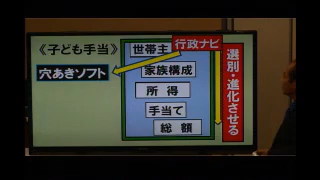 《子ども手当》
行政ナビ
世帯主
穴あきソフト
家族構成
所得
手当て
総額
選別・進化させる